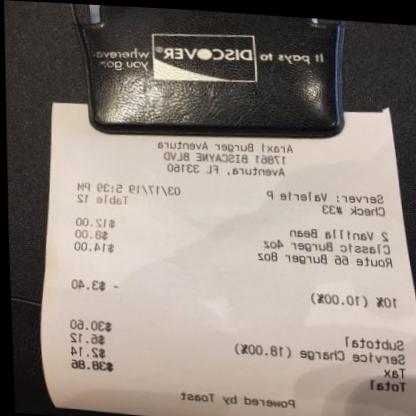 It pays to DISCOVER® wherever
you go®
Araxi Burger Aventura
17861 BISCAYNE BLVD
Aventura, FL 33160
Server: Valerie P 03/17/19 5:39 PM
Check #33 Table 12
2 Vanilla Bean $12.00
Classic Burger 4oz $8.00
Route 66 Burger 8oz $14.00
10% (10.00%) - $3.40
Subtotal $30.60
Service Charge (18.00%) $6.12
Tax $2.14
Total $38.86
Powered by Toast